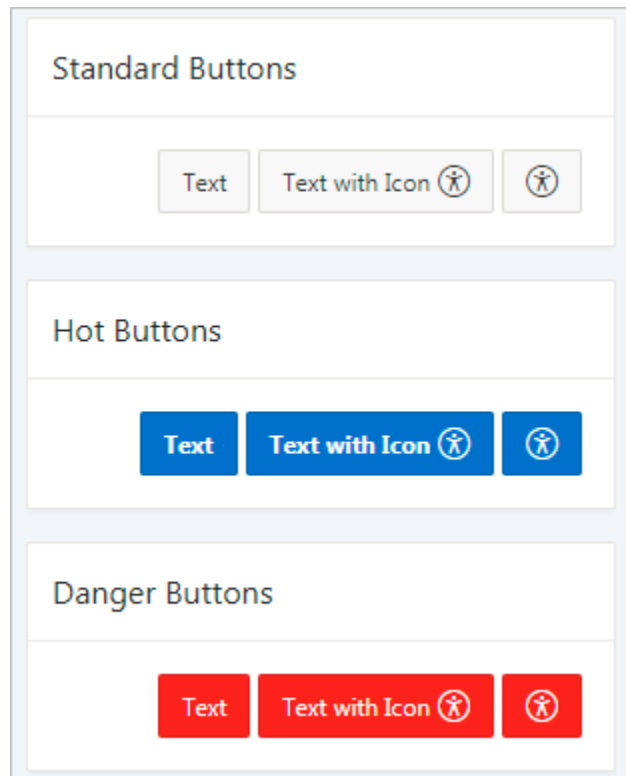 Standard Buttons
Text Text with Icon
Hot Buttons
Text Text with Icon
Danger Buttons
Text Text with Icon